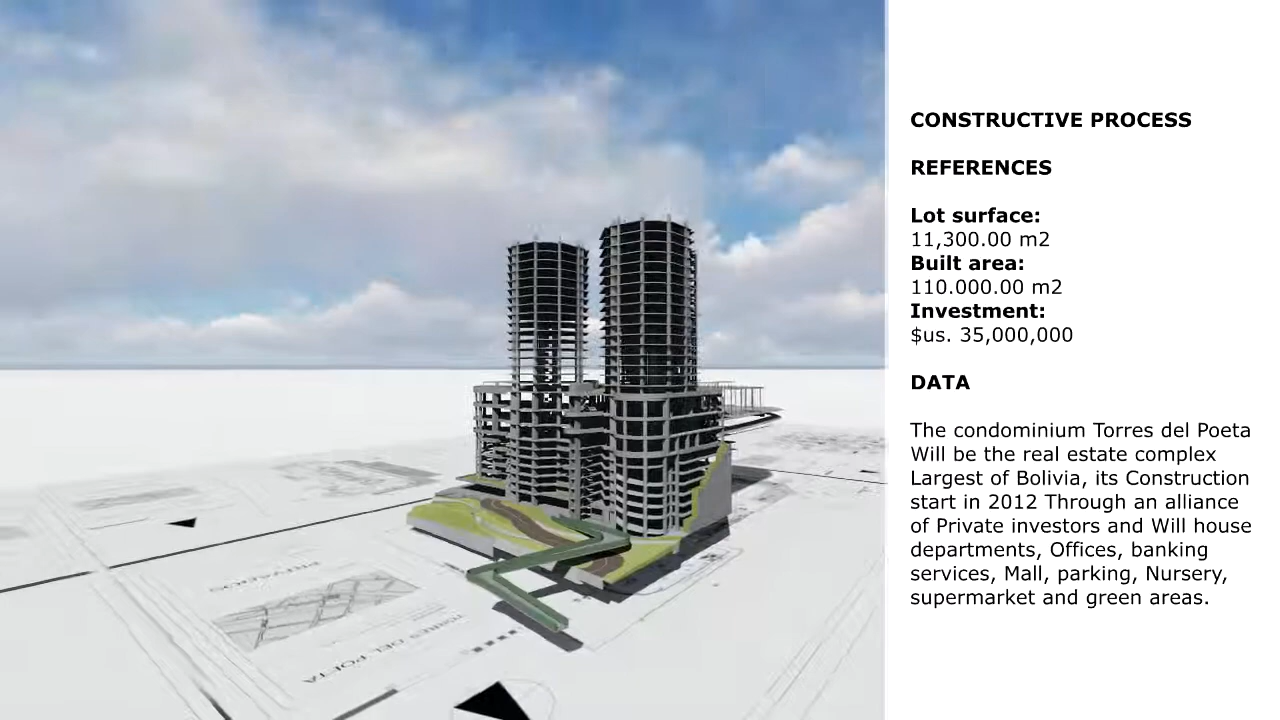 CONSTRUCTIVE PROCESS
REFERENCES
Lot surface:
11,300.00 m2
Built area:
110.000.00 m2
Investment:
$us. 35,000,000
DATA
The condominium Torres del Poeta
Will be the real estate complex
Largest of Bolivia, its Construction
start in 2012 Through an alliance
of Private investors and Will house
departments, Offices, banking
services, Mall, parking, Nursery,
supermarket and green areas.
TORRES DEL POETA